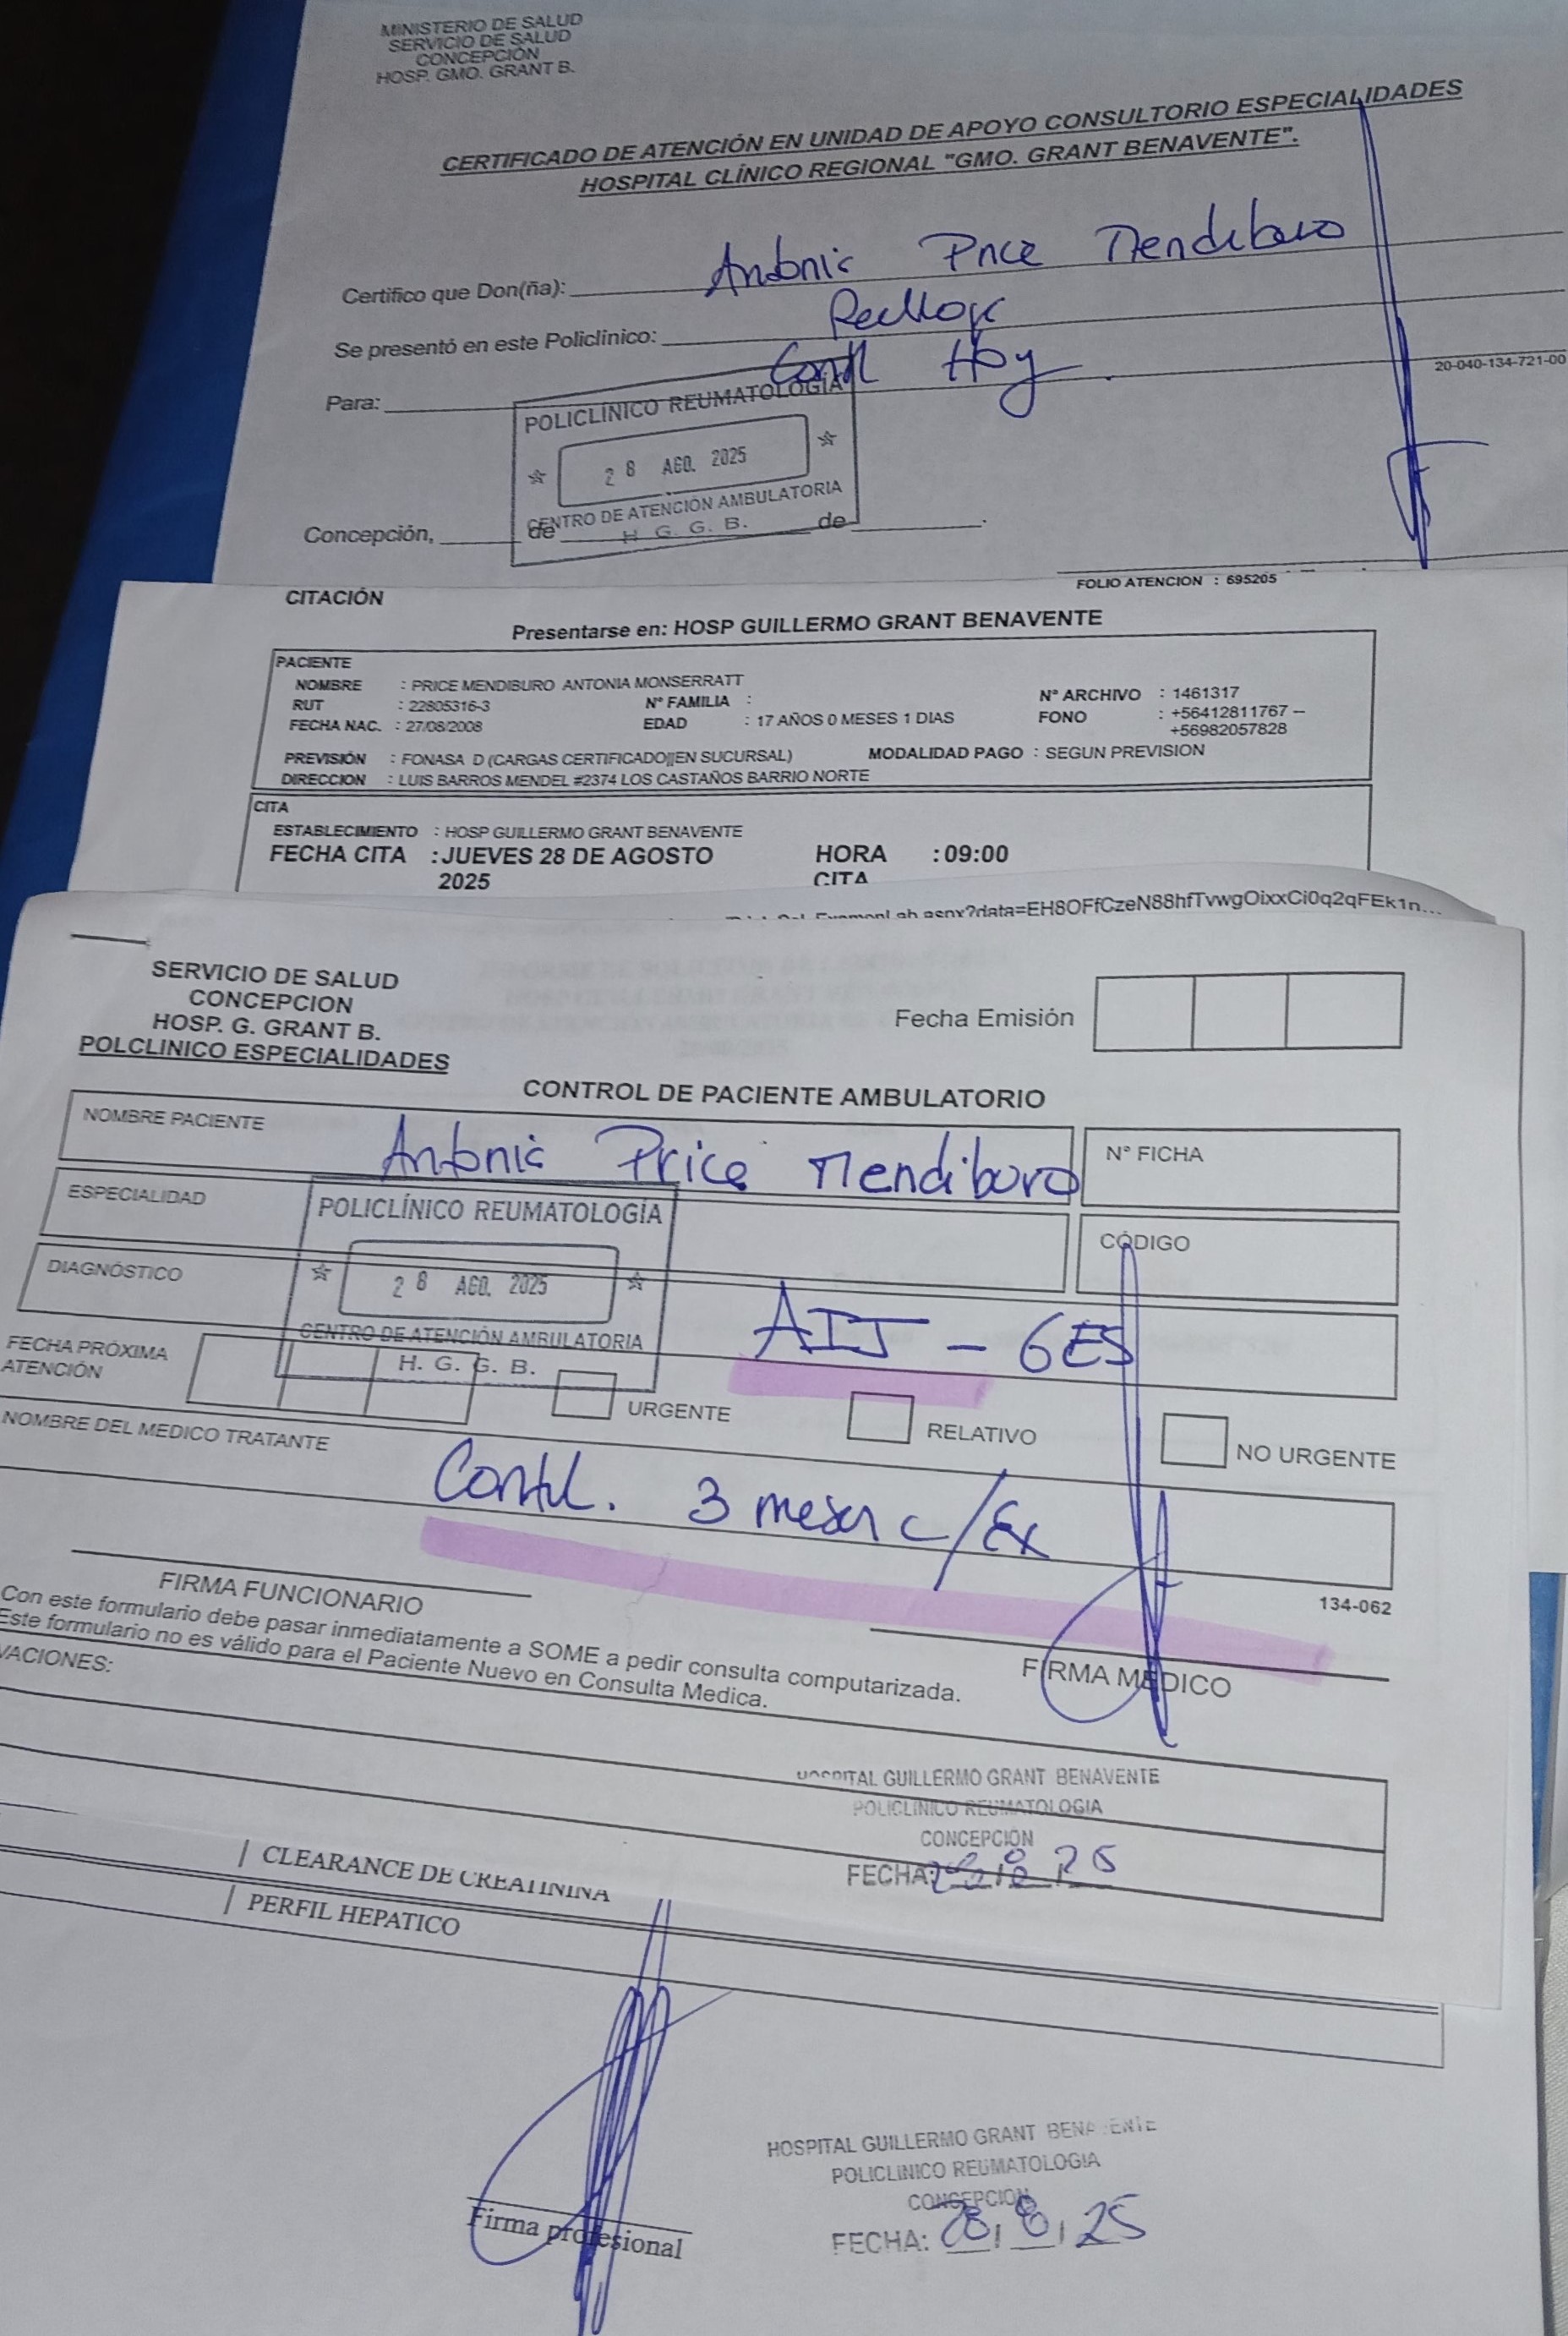 MINISTERIO DE SALUD
SERVICIO DE SALUD
CONCEPCIÓN
HOSP. GMO. GRANT B.
CERTIFICADO DE ATENCIÓN EN UNIDAD DE APOYO CONSULTORIO ESPECIALIDADES
HOSPITAL CLÍNICO REGIONAL "GMO. GRANT BENAVENTE".
Certifico que Don(ña): Antonia Price Mendiburo
Se presentó en este Policlínico:
Para: Contl Hoy
20-040-134-721-00
POLICLÍNICO REUMATOLOGÍA
28 AGO. 2025
CENTRO DE ATENCIÓN AMBULATORIA
H. G. G. B.
Concepción, de de
FOLIO ATENCION : 695205
CITACIÓN
Presentarse en: HOSP GUILLERMO GRANT BENAVENTE
PACIENTE
NOMBRE : PRICE MENDIBURO ANTONIA MONSERRATT
RUT : 22805316-3 Nº FAMILIA : Nº ARCHIVO : 1461317
FECHA NAC. : 27/08/2008 EDAD : 17 AÑOS 0 MESES 1 DIAS FONO : +56412811767 --
+56982057828
PREVISIÓN : FONASA D (CARGAS CERTIFICADO||EN SUCURSAL) MODALIDAD PAGO : SEGUN PREVISION
DIRECCION : LUIS BARROS MENDEL #2374 LOS CASTAÑOS BARRIO NORTE
CITA
ESTABLECIMIENTO : HOSP GUILLERMO GRANT BENAVENTE
FECHA CITA : JUEVES 28 DE AGOSTO HORA : 09:00
2025 CITA
aspx?data=EH8OFfCzeN88hfTvwgOixxCi0q2qFEk1n...
SERVICIO DE SALUD
CONCEPCION
HOSP. G. GRANT B.
POLCLINICO ESPECIALIDADES
Fecha Emisión
CONTROL DE PACIENTE AMBULATORIO
NOMBRE PACIENTE Antonia Price Mendiburo Nº FICHA
ESPECIALIDAD CÓDIGO
POLICLÍNICO REUMATOLOGÍA
28 AGO. 2025
CENTRO DE ATENCIÓN AMBULATORIA
H. G. G. B.
DIAGNÓSTICO AIJ - GES
FECHA PRÓXIMA
ATENCIÓN
URGENTE RELATIVO NO URGENTE
NOMBRE DEL MEDICO TRATANTE
Contl. 3 meses c/Ex
134-062
FIRMA FUNCIONARIO
FIRMA MEDICO
Con este formulario debe pasar inmediatamente a SOME a pedir consulta computarizada.
Este formulario no es válido para el Paciente Nuevo en Consulta Medica.
VACIONES:
HOSPITAL GUILLERMO GRANT BENAVENTE
POLICLINICO REUMATOLOGIA
CONCEPCIÓN
FECHA: 28, 8, 25
CLEARANCE DE CREATININA
PERFIL HEPATICO
Firma profesional
HOSPITAL GUILLERMO GRANT BENAVENTE
POLICLINICO REUMATOLOGIA
CONCEPCION
FECHA: 28, 8, 25